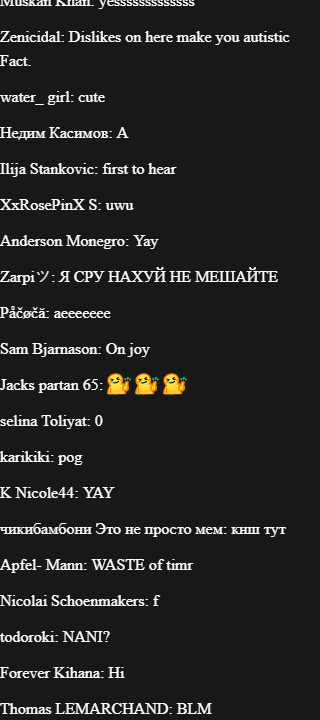 Muskan Khan: yesssssssssssss
Zenicidal: Dislikes on here make you autistic
Fact.
water_ girl: cute
Недим Касимов: А
Ilija Stankovic: first to hear
XxRosePinX S: uwu
Anderson Monegro: Yay
Zarpiツ: Я СРУ НАХУЙ НЕ МЕШАЙТЕ
Påčøčă: aeeeeeee
Sam Bjarnason: On joy
Jacks partan 65:
selina Toliyat: 0
karikiki: pog
K Nicole44: YAY
чикибамбони Это не просто мем: книш тут
Apfel- Mann: WASTE of timr
Nicolai Schoenmakers: f
todoroki: NANI?
Forever Kihana: Hi
Thomas LEMARCHAND: BLM